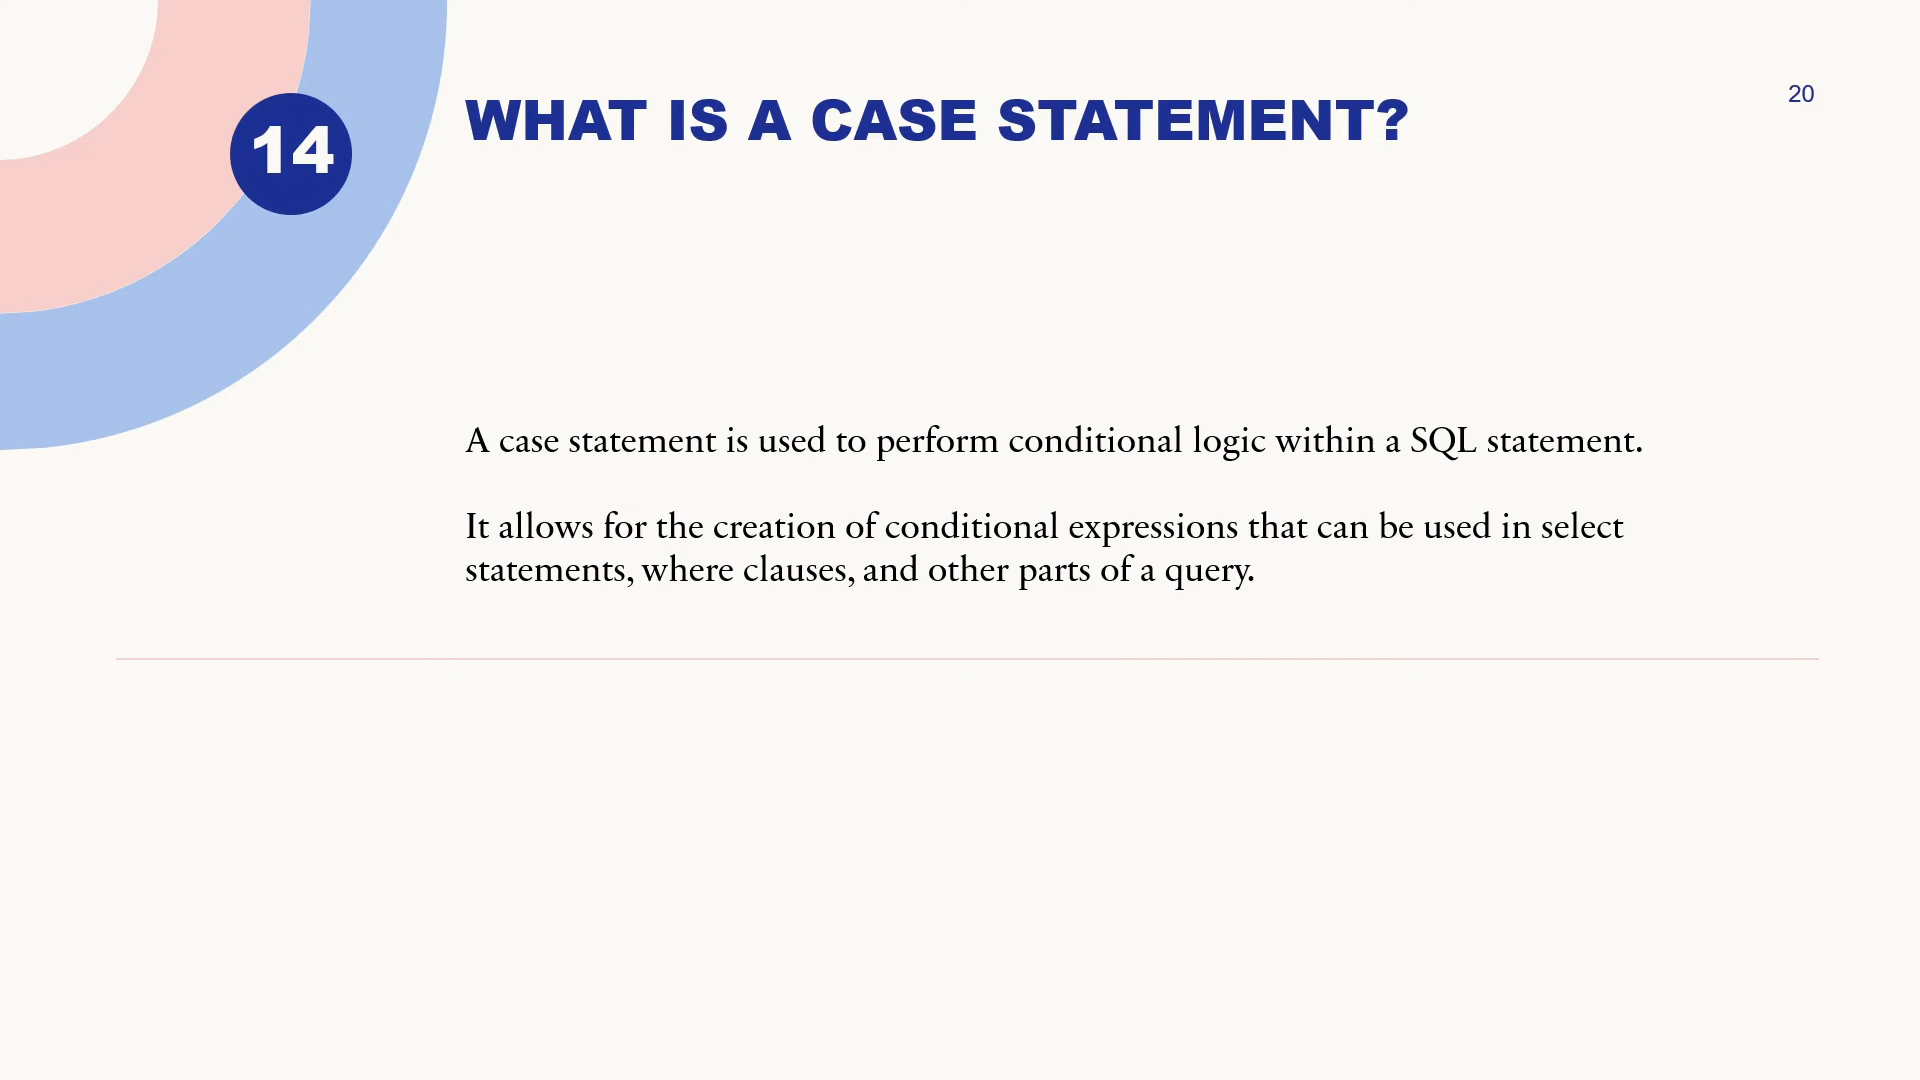 14
WHAT IS A CASE STATEMENT?
20
A case statement is used to perform conditional logic within a SQL statement.
It allows for the creation of conditional expressions that can be used in select
statements, where clauses, and other parts of a query.